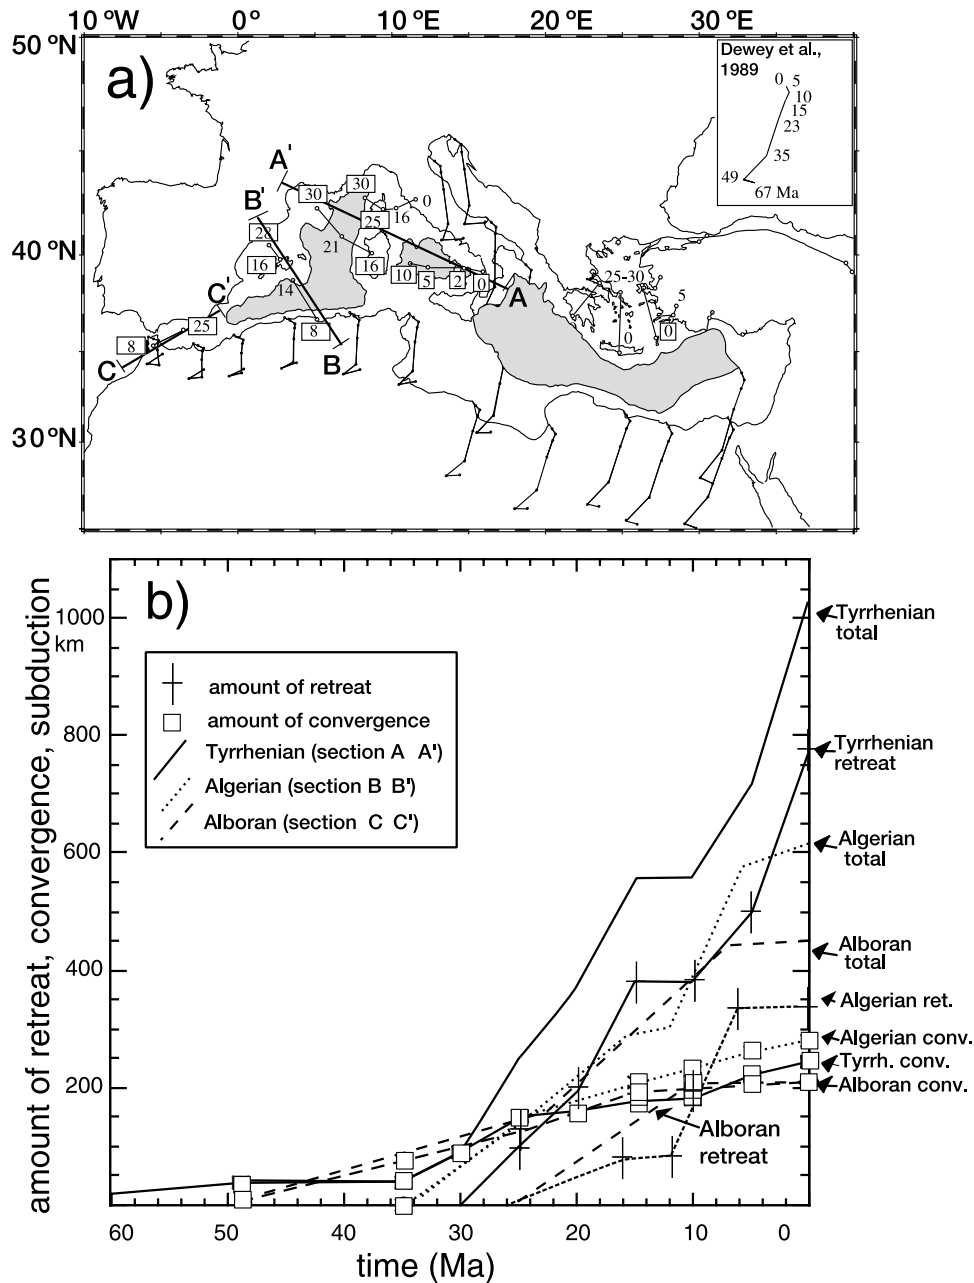 10 ºW 0º 10 ºE 20 ºE 30 ºE
50 ºN
a)
Dewey et al.,
1989
0 5
10
15
23
35
49
67 Ma
A'
30
30
B'
0
16
25
28
21
40 ºN
16
16
10
5
2
0
A
25-30
14
C'
5
25
8
8
0
0
C
B
30 ºN
b)
amount of retreat, convergence, subduction
1000
km
800
600
400
200
amount of retreat
amount of convergence
Tyrrhenian (section A A')
Algerian (section B B')
Alboran (section C C')
Tyrrhenian
total
Tyrrhenian
retreat
Algerian
total
Alboran
total
Algerian ret.
Algerian conv.
Tyrrh. conv.
Alboran conv.
Alboran
retreat
60 50 40 30 20 10 0
time (Ma)